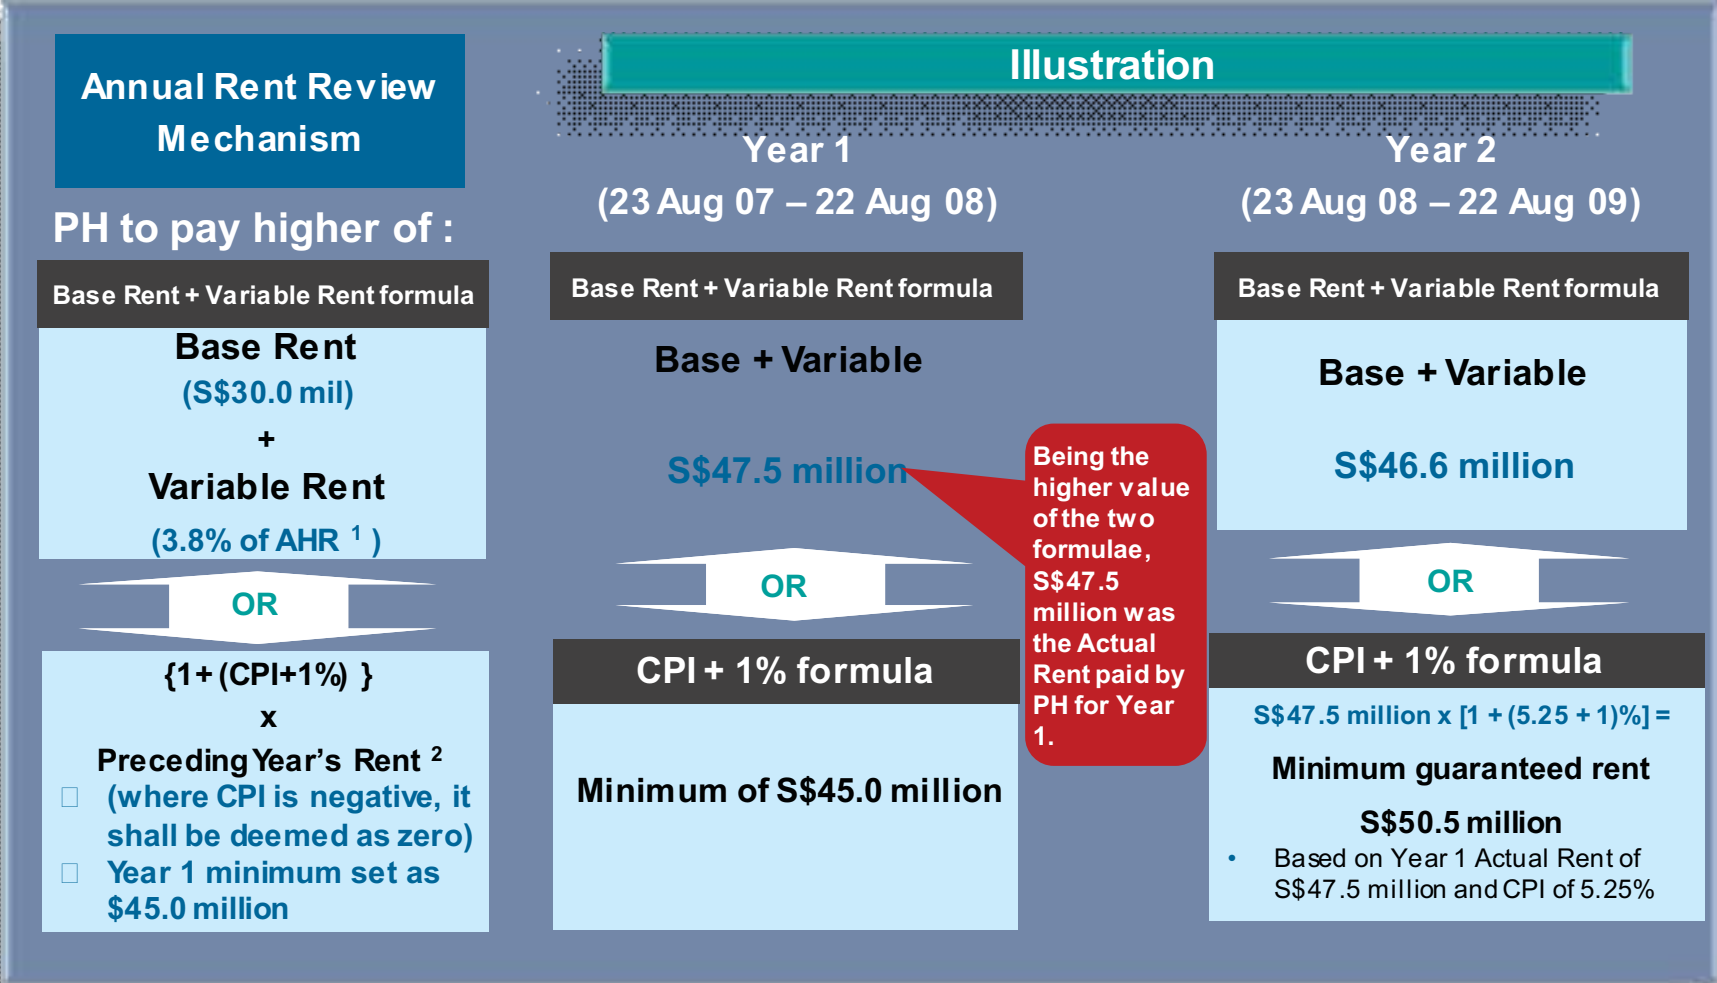 Annual Rent Review
Mechanism
PH to pay higher of :
Base Rent + Variable Rent formula
Base Rent
(S$30.0 mil)
+
Variable Rent
(3.8% of AHR 1 )
OR
{1+ (CPI+1%) }
x
Preceding Year’s Rent 2
(where CPI is negative, it
shall be deemed as zero)
Year 1 minimum set as
$45.0 million
Illustration
Year 1
(23 Aug 07 – 22 Aug 08)
Base Rent + Variable Rent formula
Base + Variable
S$47.5 million
OR
CPI + 1% formula
Minimum of S$45.0 million
Being the
higher value
of the two
formulae,
S$47.5
million was
the Actual
Rent paid by
PH for Year
1.
Year 2
(23 Aug 08 – 22 Aug 09)
Base Rent + Variable Rent formula
Base + Variable
S$46.6 million
OR
CPI + 1% formula
S$47.5 million x [1 + (5.25 + 1)%] =
Minimum guaranteed rent
S$50.5 million
• Based on Year 1 Actual Rent of
S$47.5 million and CPI of 5.25%